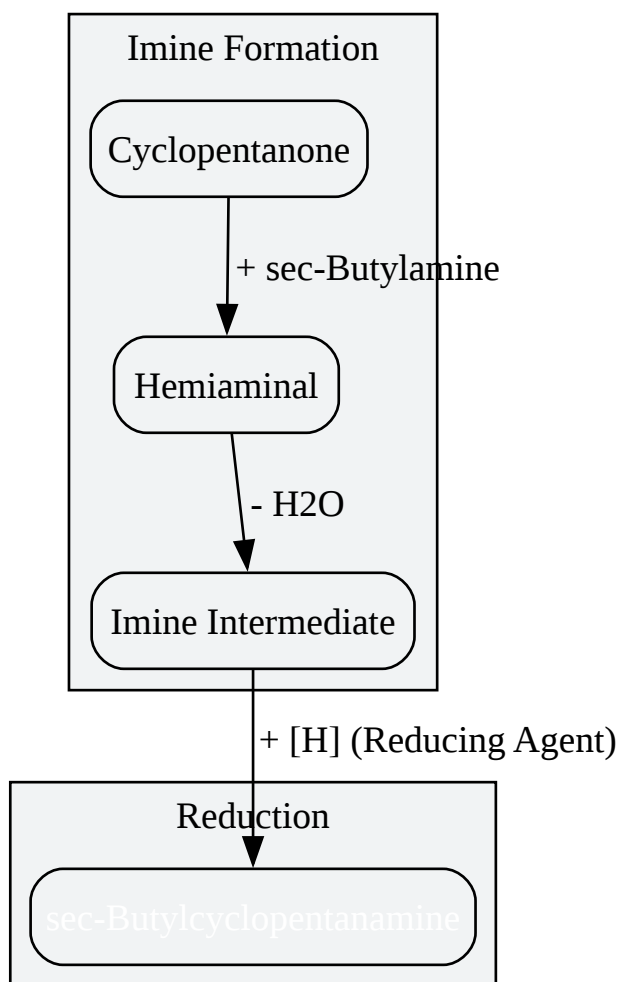 Imine Formation
Cyclopentanone
+ sec-Butylamine
Hemiaminal
- H2O
Imine Intermediate
+ [H] (Reducing Agent)
Reduction
sec-Butylcyclopentanamine